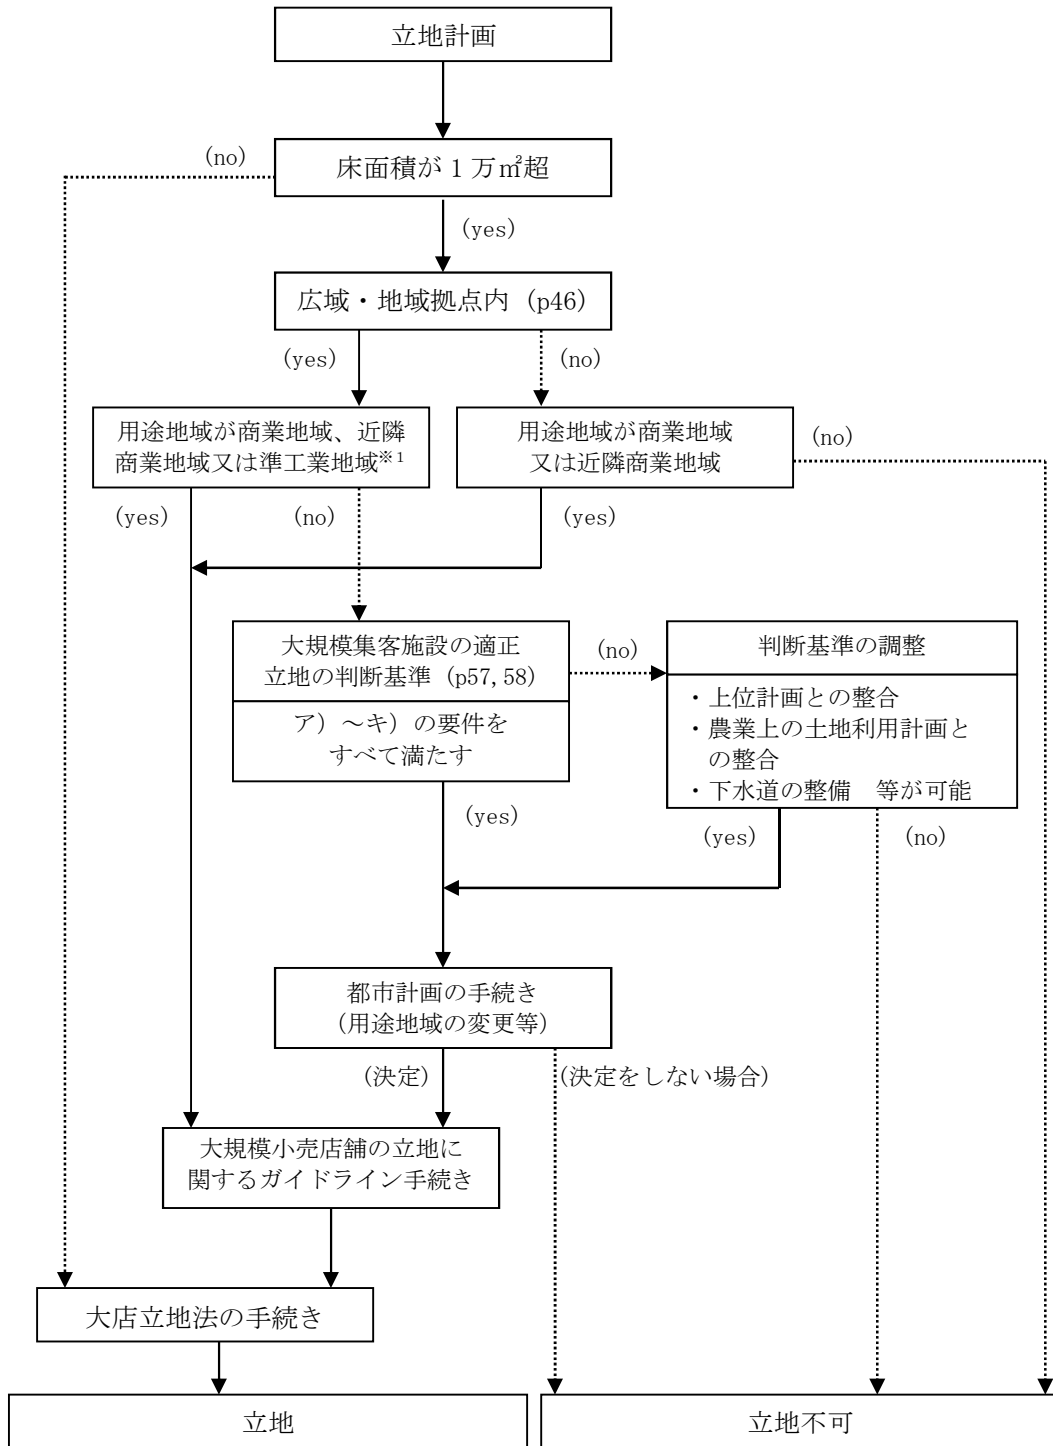 立地計画
(no)
床面積が1万㎡超
(yes)
広域・地域拠点内（p46）
(yes)
(no)
用途地域が商業地域、近隣
商業地域又は準工業地域※1
用途地域が商業地域
又は近隣商業地域
(no)
(yes)
(no)
(yes)
大規模集客施設の適正
立地の判断基準（p57,58）
ア）～キ）の要件を
すべて満たす
(no)
判断基準の調整
・上位計画との整合
・農業上の土地利用計画と
の整合
・下水道の整備　等が可能
(yes)
(yes)
(no)
都市計画の手続き
（用途地域の変更等）
（決定）
（決定をしない場合）
大規模小売店舗の立地に
関するガイドライン手続き
大店立地法の手続き
立地
立地不可